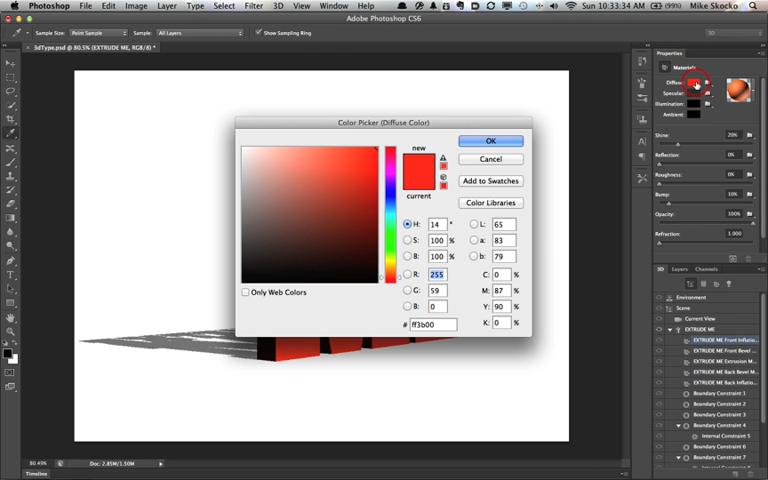 Photoshop File Edit Image Layer Type Select Filter 3D View Window Help (99%) Sun 10:33:34 AM Mike Skocko
Adobe Photoshop CS6
Sample Size: Point Sample Sample: All Layers Show Sampling Ring 3D
3dType.psd @ 80.5% (EXTRUDE ME, RGB/8) *
Properties
Materials
Diffuse:
Specular:
Illumination:
Ambient:
Shine: 20%
Reflection: 0%
Roughness: 0%
Bump: 10%
Opacity: 100%
Refraction: 1.000
Color Picker (Diffuse Color)
new
current
OK
Cancel
Add to Swatches
Color Libraries
H: 14 ° L: 65
S: 100 % a: 83
B: 100 % b: 79
R: 255 C: 0 %
G: 59 M: 87 %
B: 0 Y: 90 %
# ff3b00 K: 0 %
Only Web Colors
3D Layers Channels
Environment
Scene
Current View
EXTRUDE ME
EXTRUDE ME Front Inflatio...
EXTRUDE ME Front Bevel ...
EXTRUDE ME Extrusion M...
EXTRUDE ME Back Bevel M...
EXTRUDE ME Back Inflatio...
Boundary Constraint 1
Boundary Constraint 2
Boundary Constraint 3
Boundary Constraint 4
Internal Constraint 5
Boundary Constraint 6
Boundary Constraint 7
80.49% Doc: 2.85M/1.50M
Timeline